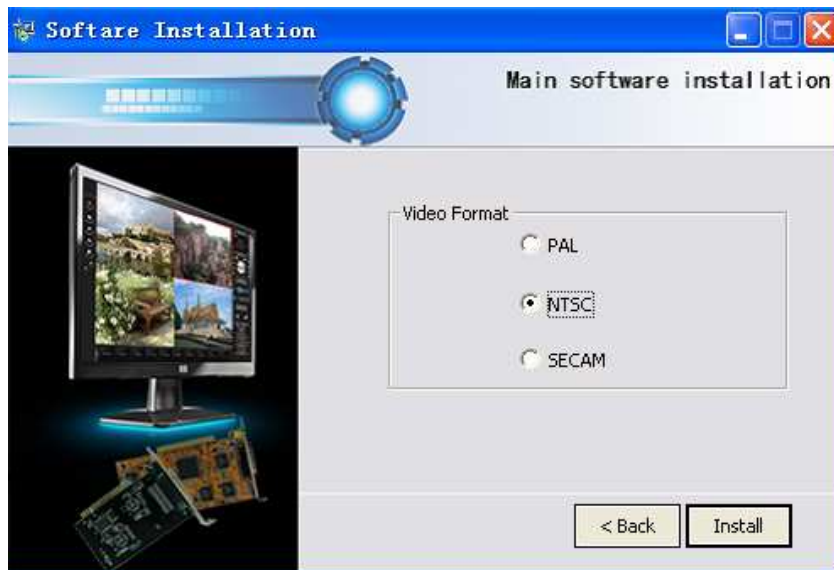 Softare Installation
Main software installation
Video Format
PAL
NTSC
SECAM
< Back
Install